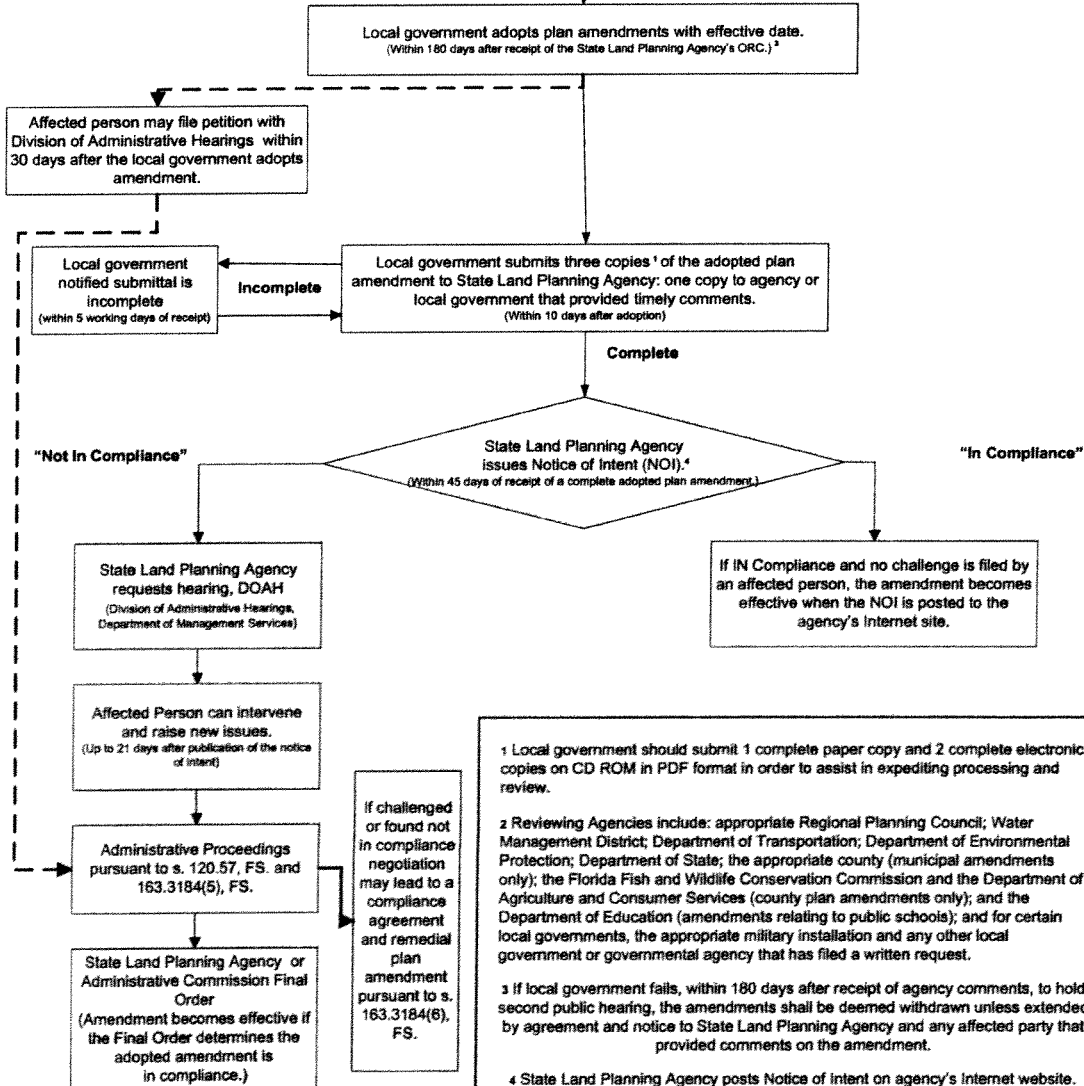 Local government adopts plan amendments with effective date.
(Within 180 days after receipt of the State Land Planning Agency's ORC.) ³
Affected person may file petition with
Division of Administrative Hearings within
30 days after the local government adopts
amendment.
Local government
notified submittal is
incomplete
(within 5 working days of receipt)
Incomplete
Local government submits three copies ¹ of the adopted plan
amendment to State Land Planning Agency: one copy to agency or
local government that provided timely comments.
(Within 10 days after adoption)
Complete
"Not In Compliance"
State Land Planning Agency
issues Notice of Intent (NOI).⁴
(Within 45 days of receipt of a complete adopted plan amendment.)
"In Compliance"
State Land Planning Agency
requests hearing, DOAH
(Division of Administrative Hearings,
Department of Management Services)
If IN Compliance and no challenge is filed by
an affected person, the amendment becomes
effective when the NOI is posted to the
agency's Internet site.
Affected Person can intervene
and raise new issues.
(Up to 21 days after publication of the notice
of intent)
Administrative Proceedings
pursuant to s. 120.57, FS. and
163.3184(5), FS.
If challenged
or found not
in compliance
negotiation
may lead to a
compliance
agreement
and remedial
plan
amendment
pursuant to s.
163.3184(6),
FS.
State Land Planning Agency or
Administrative Commission Final
Order
(Amendment becomes effective if
the Final Order determines the
adopted amendment is
in compliance.)
1 Local government should submit 1 complete paper copy and 2 complete electronic
copies on CD ROM in PDF format in order to assist in expediting processing and
review.
2 Reviewing Agencies include: appropriate Regional Planning Council; Water
Management District; Department of Transportation; Department of Environmental
Protection; Department of State; the appropriate county (municipal amendments
only); the Florida Fish and Wildlife Conservation Commission and the Department of
Agriculture and Consumer Services (county plan amendments only); and the
Department of Education (amendments relating to public schools); and for certain
local governments, the appropriate military installation and any other local
government or governmental agency that has filed a written request.
3 If local government fails, within 180 days after receipt of agency comments, to hold
second public hearing, the amendments shall be deemed withdrawn unless extended
by agreement and notice to State Land Planning Agency and any affected party that
provided comments on the amendment.
4 State Land Planning Agency posts Notice of Intent on agency's Internet website.